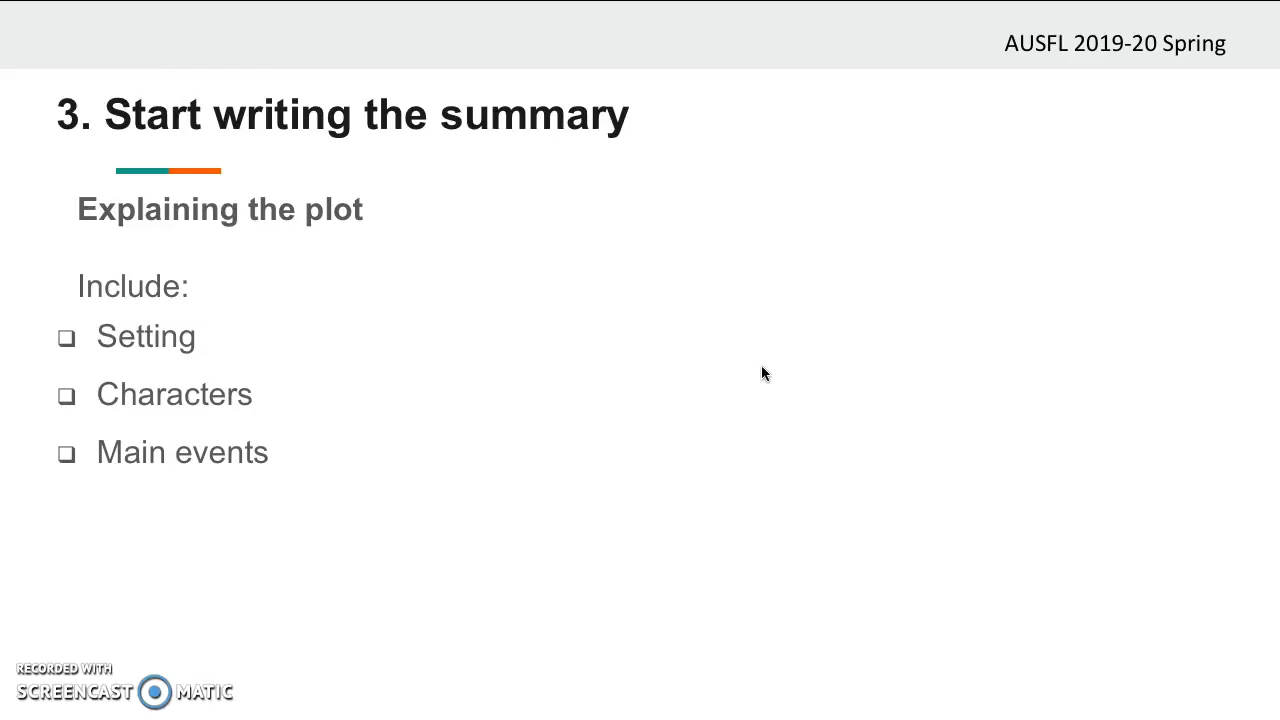 AUSFL 2019-20 Spring
3. Start writing the summary
Explaining the plot
Include:
❑ Setting
❑ Characters
❑ Main events
RECORDED WITH
SCREENCAST MATIC